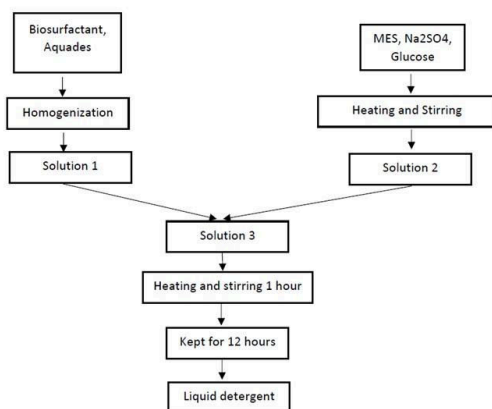 Biosurfactant,
Aquades
MES, Na2SO4,
Glucose
Homogenization
Heating and Stirring
Solution 1
Solution 2
Solution 3
Heating and stirring 1 hour
Kept for 12 hours
Liquid detergent